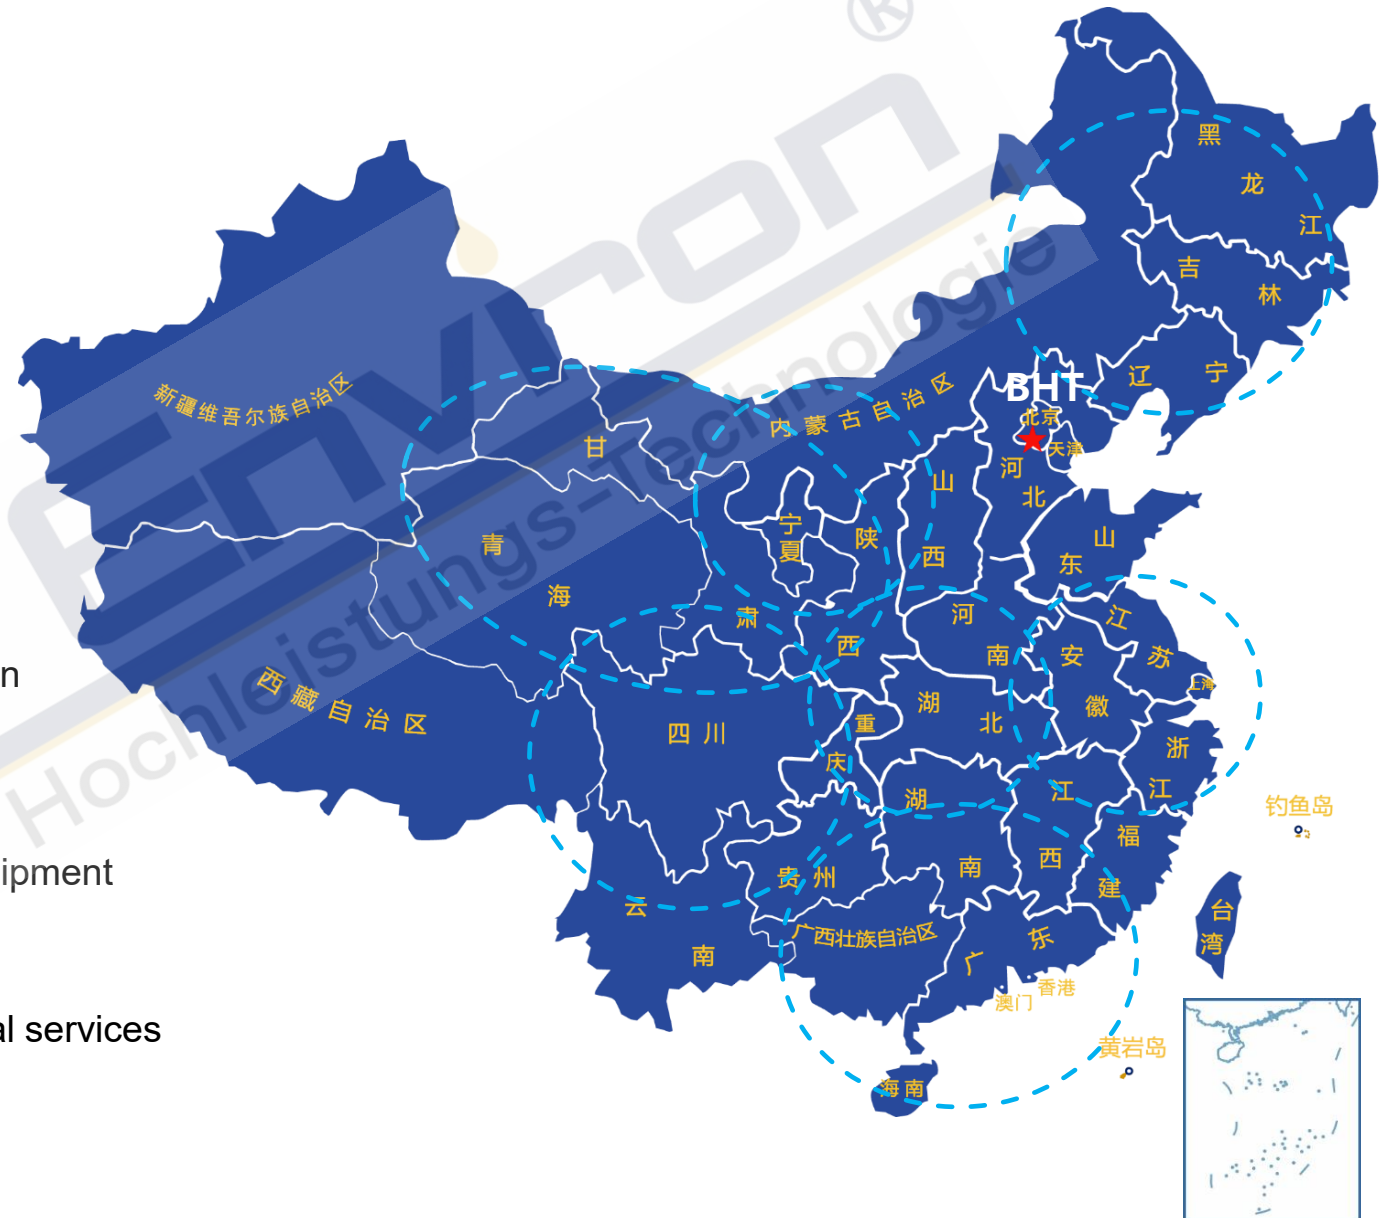 ®
Environ
Hochleistungs-Technologie
黑
龙
江
吉
林
辽 宁
BHT
北京
天津
新疆维吾尔族自治区
内蒙古自治区
甘
肃
青
海
宁
夏
陕
西
山
西
河
北
山
东
河
南
江
苏
上海
安
徽
n
西藏自治区
四 川
重
庆
湖
北
浙
江
湖
南
江
西
福
建
钓鱼岛
ipment
贵 州
云
南
广西壮族自治区
广
东
台
湾
香港
澳门
al services
黄岩岛
海 南